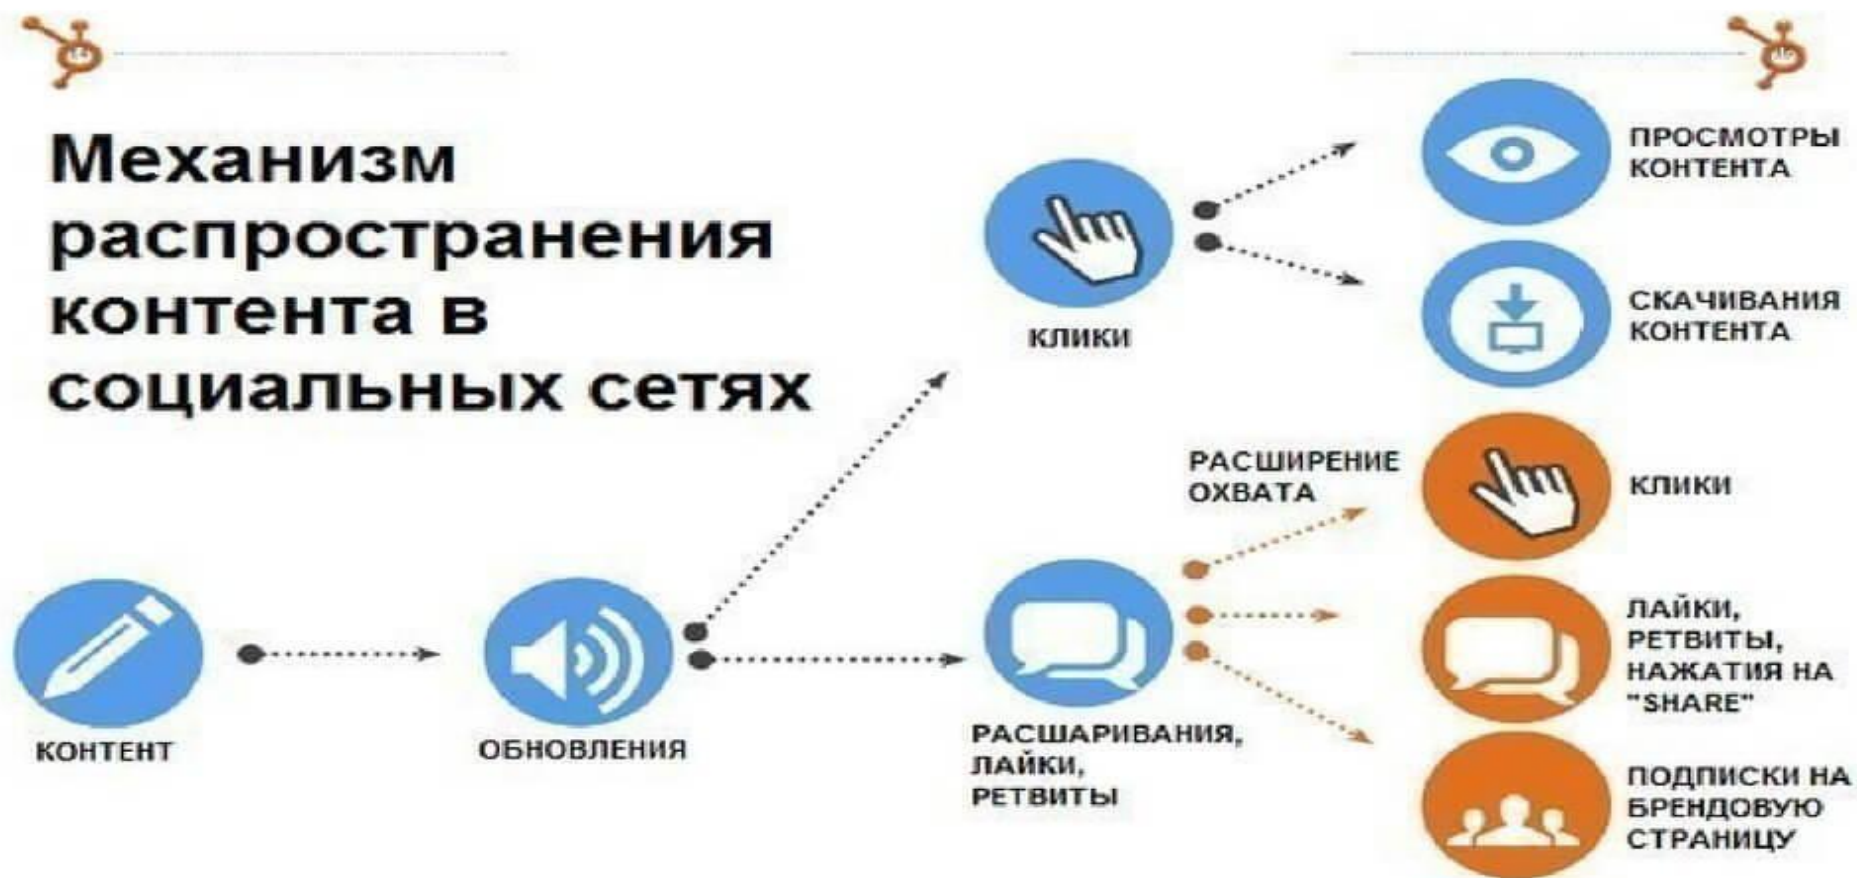 Механизм
распространения
контента в
социальных сетях
КЛИКИ
ПРОСМОТРЫ
КОНТЕНТА
СКАЧИВАНИЯ
КОНТЕНТА
РАСШИРЕНИЕ
ОХВАТА
КЛИКИ
КОНТЕНТ
ОБНОВЛЕНИЯ
РАСШАРИВАНИЯ,
ЛАЙКИ,
РЕТВИТЫ
ЛАЙКИ,
РЕТВИТЫ,
НАЖАТИЯ НА
"SHARE"
ПОДПИСКИ НА
БРЕНДОВУЮ
СТРАНИЦУ